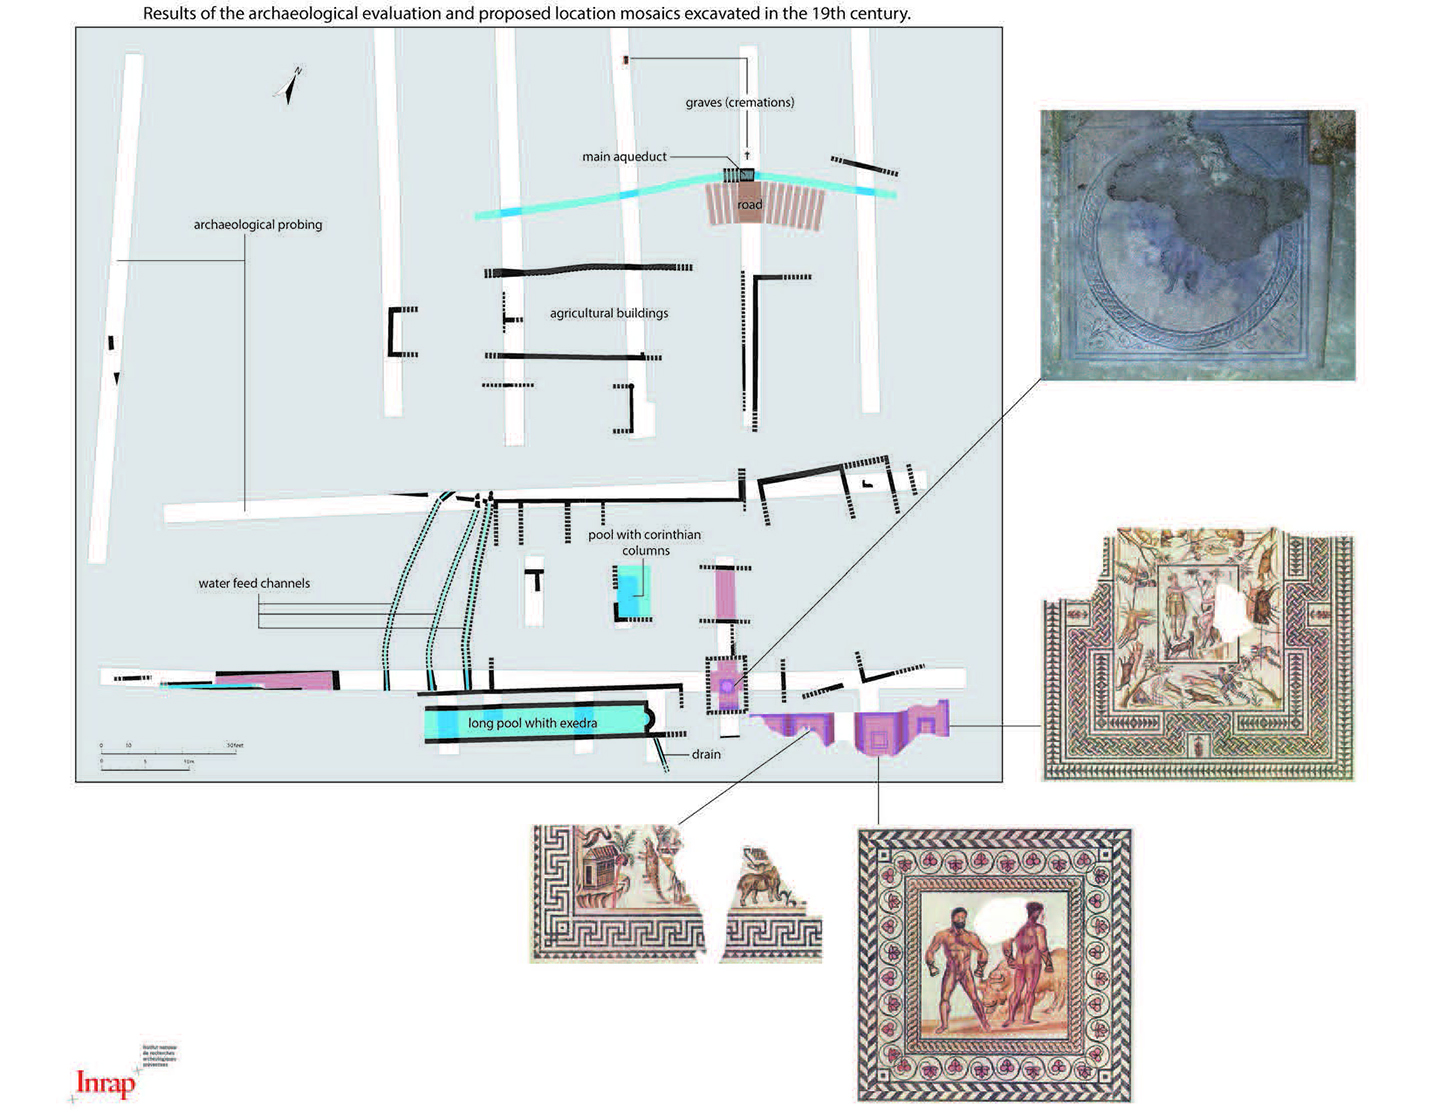 Results of the archaeological evaluation and proposed location mosaics excavated in the 19th century.
N
graves (cremations)
main aqueduct
road
archaeological probing
agricultural buildings
pool with corinthian
columns
water feed channels
long pool whith exedra
drain
0 10 30 feet
0 5 10 m
Institut national
de recherches
archéologiques
préventives
Inrap